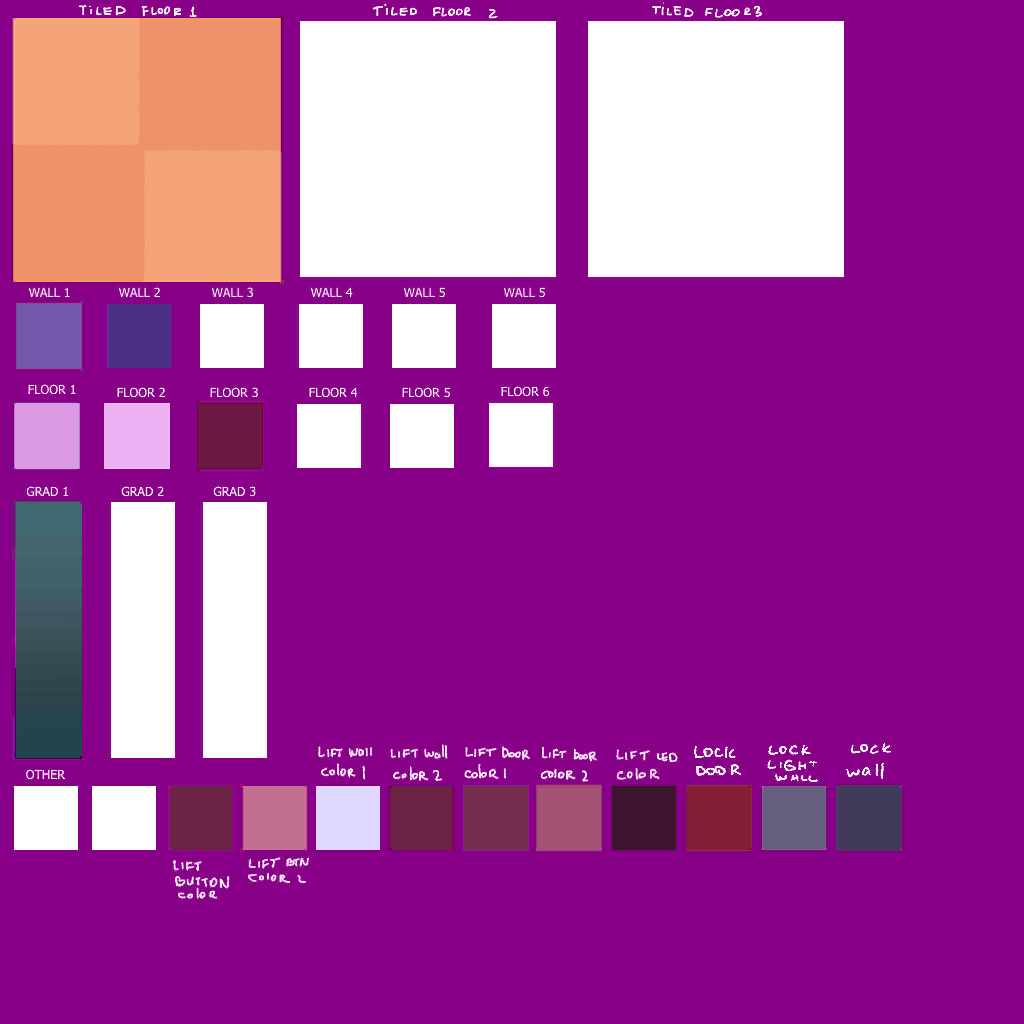 TILED FLOOR 1
TILED FLOOR 2
TILED FLOOR3
WALL 1
WALL 2
WALL 3
WALL 4
WALL 5
WALL 5
FLOOR 1
FLOOR 2
FLOOR 3
FLOOR 4
FLOOR 5
FLOOR 6
GRAD 1
GRAD 2
GRAD 3
OTHER
LIFT Wall
color 1
LIFT Wall
color 2
LIFT DOOR
color 1
LIFT DOOR
color 2
LIFT LED
COLOR
LOCK
DOOR
LOCK
LIGHT
WALL
LOCK
wall
LIFT
BUTTON
color
LIFT BTN
COLOR 2